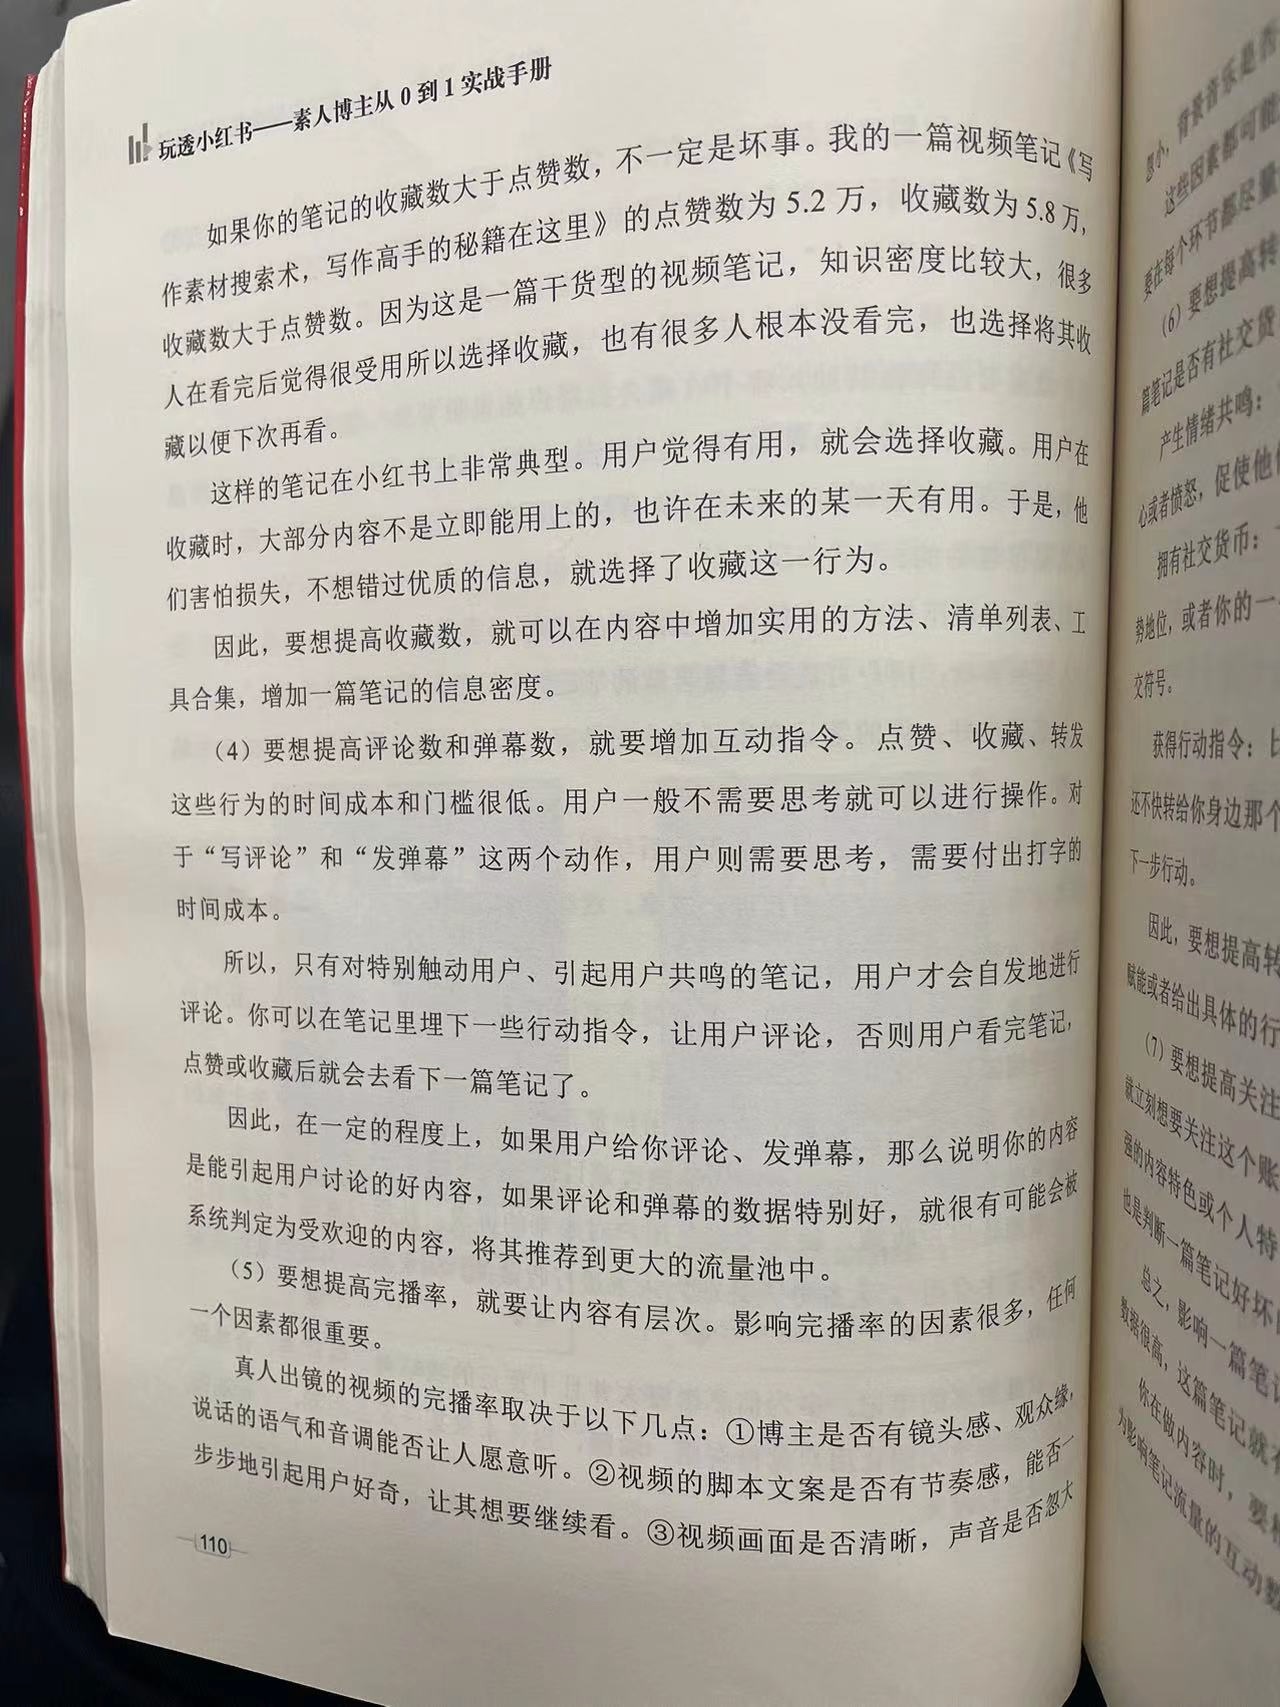 玩透小红书——素人博主从0到1实战手册
如果你的笔记的收藏数大于点赞数，不一定是坏事。我的一篇视频笔记《写
作素材搜索术，写作高手的秘籍在这里》的点赞数为5.2万，收藏数为5.8万，
收藏数大于点赞数。因为这是一篇干货型的视频笔记，知识密度比较大，很多
人在看完后觉得很受用所以选择收藏，也有很多人根本没看完，也选择将其收
藏以便下次再看。
这样的笔记在小红书上非常典型。用户觉得有用，就会选择收藏。用户在
收藏时，大部分内容不是立即能用上的，也许在未来的某一天有用。于是，他
们害怕损失，不想错过优质的信息，就选择了收藏这一行为。
因此，要想提高收藏数，就可以在内容中增加实用的方法、清单列表、工
具合集，增加一篇笔记的信息密度。
（4）要想提高评论数和弹幕数，就要增加互动指令。点赞、收藏、转发
这些行为的时间成本和门槛很低。用户一般不需要思考就可以进行操作。对
于“写评论”和“发弹幕”这两个动作，用户则需要思考，需要付出打字的
时间成本。
所以，只有对特别触动用户、引起用户共鸣的笔记，用户才会自发地进行
评论。你可以在笔记里埋下一些行动指令，让用户评论，否则用户看完笔记，
点赞或收藏后就会去看下一篇笔记了。
因此，在一定的程度上，如果用户给你评论、发弹幕，那么说明你的内容
是能引起用户讨论的好内容，如果评论和弹幕的数据特别好，就很有可能会被
系统判定为受欢迎的内容，将其推荐到更大的流量池中。
（5）要想提高完播率，就要让内容有层次。影响完播率的因素很多，任何
一个因素都很重要。
真人出镜的视频的完播率取决于以下几点：①博主是否有镜头感、观众缘，
说话的语气和音调能否让人愿意听。②视频的脚本文案是否有节奏感，能否一
步步地引起用户好奇，让其想要继续看。③视频画面是否清晰，声音是否忽大
110
忽小，背景音乐是否
这些因素都可能
要在每个环节都尽量
（6）要想提高转
篇笔记是否有社交货
产生情绪共鸣：
心或者愤怒，促使他
拥有社交货币：
势地位，或者你的一
交符号。
获得行动指令：比
还不快转给你身边那个
下一步行动。
因此，要想提高转
赋能或者给出具体的行
（7）要想提高关注
就立刻想要关注这个账
强的内容特色或个人特
也是判断一篇笔记好坏
总之，影响一篇笔记
数据很高，这篇笔记就
你在做内容时，要
为影响笔记流量的互动数